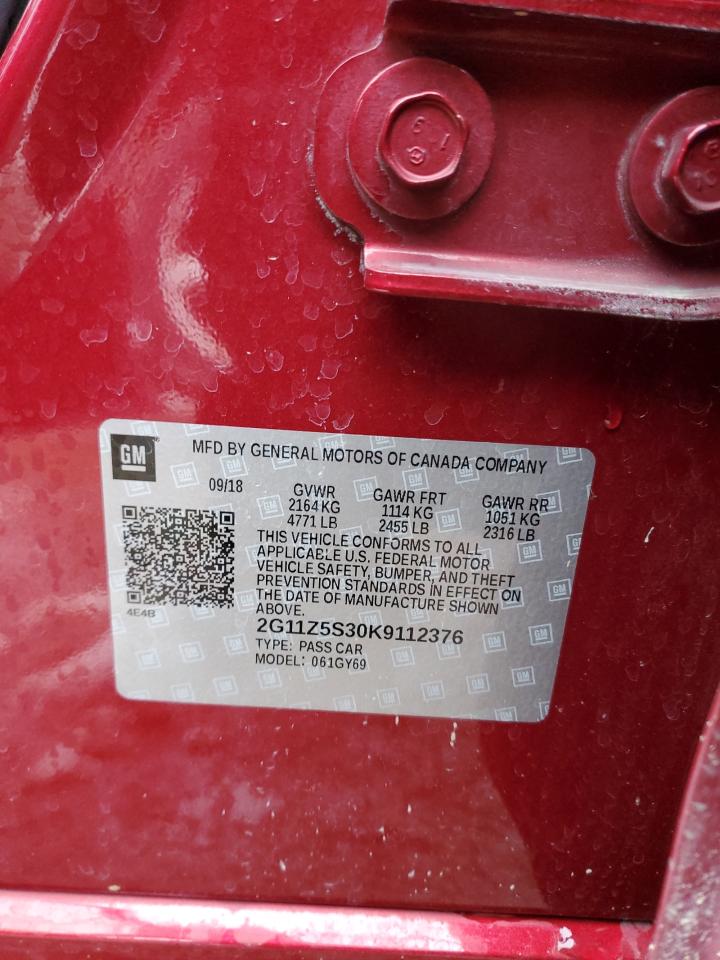 GM
MFD BY GENERAL MOTORS OF CANADA COMPANY
09/18
GVWR
2164 KG
4771 LB
GAWR FRT
1114 KG
2455 LB
GAWR RR
1051 KG
2316 LB
THIS VEHICLE CONFORMS TO ALL
APPLICABLE U.S. FEDERAL MOTOR
VEHICLE SAFETY, BUMPER, AND THEFT
PREVENTION STANDARDS IN EFFECT ON
THE DATE OF MANUFACTURE SHOWN
ABOVE.
4E4B
2G11Z5S30K9112376
TYPE: PASS CAR
MODEL: 061GY69